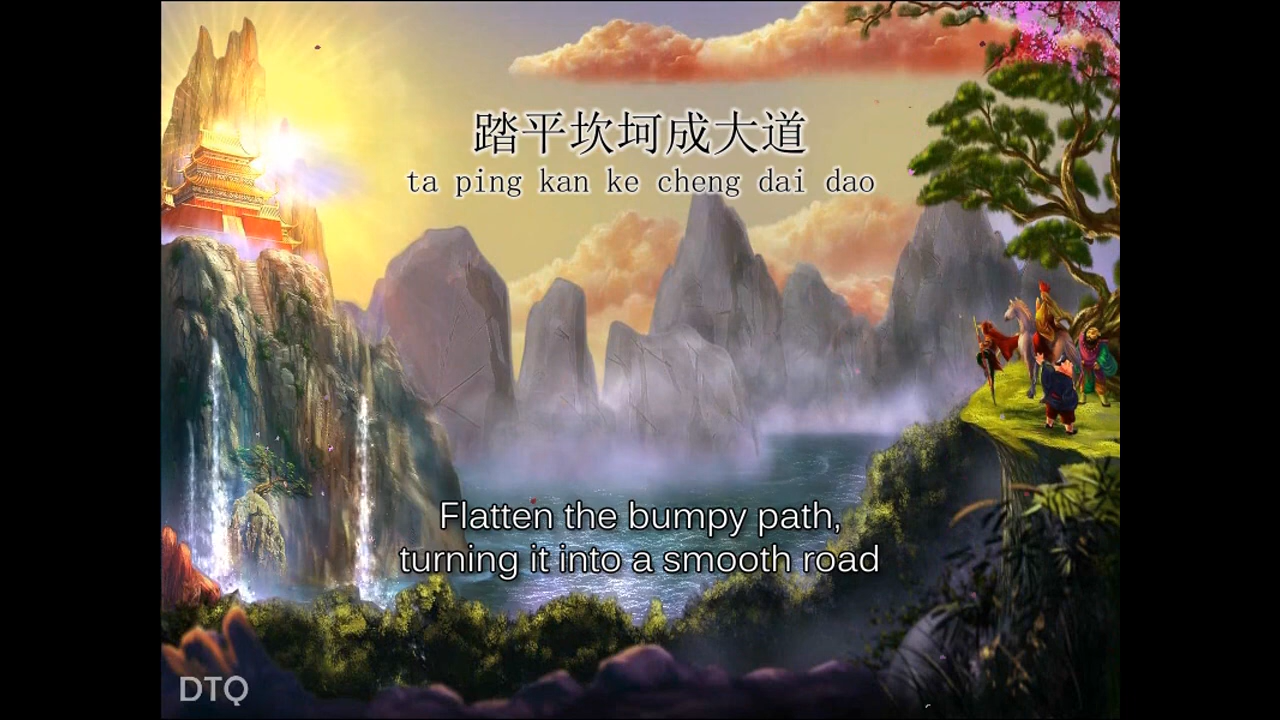 踏平坎坷成大道
ta ping kan ke cheng dai dao
Flatten the bumpy path,
turning it into a smooth road
DTQ